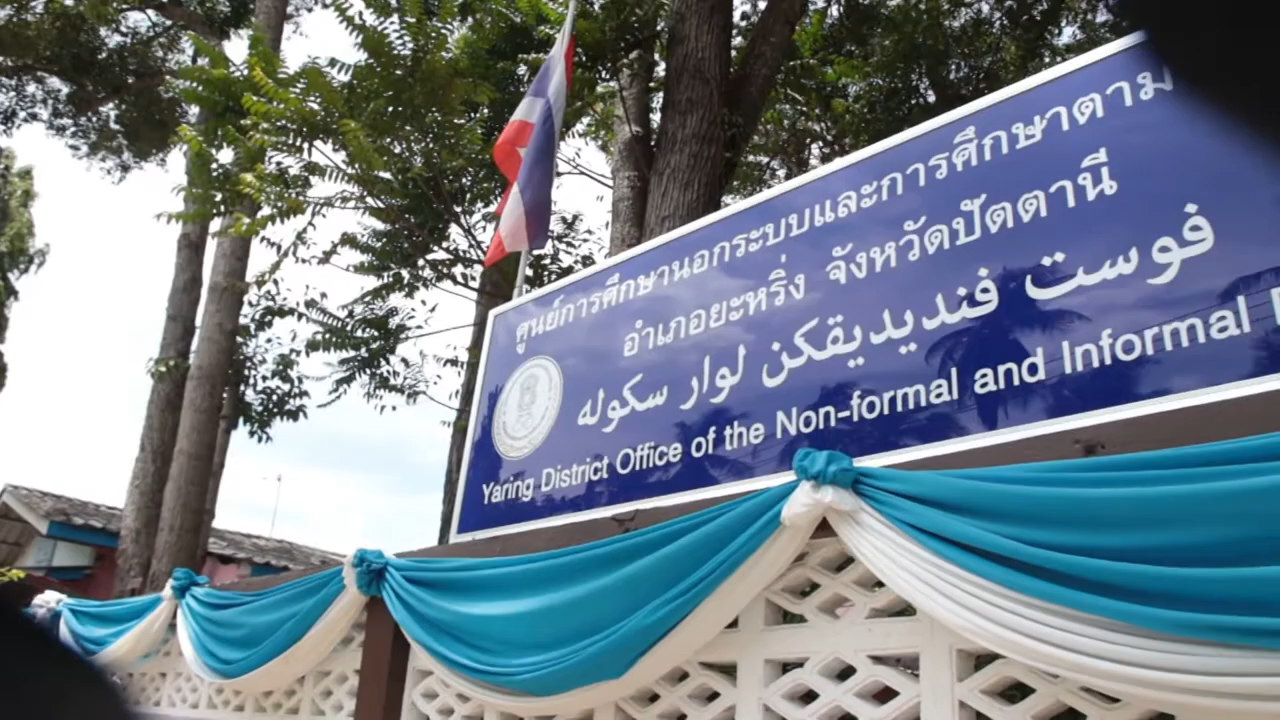 ศูนย์การศึกษานอกระบบและการศึกษาตาม
อำเภอยะหริ่ง จังหวัดปัตตานี
فوست فنديديقكن لوار سكوله
Yaring District Office of the Non-formal and Informal